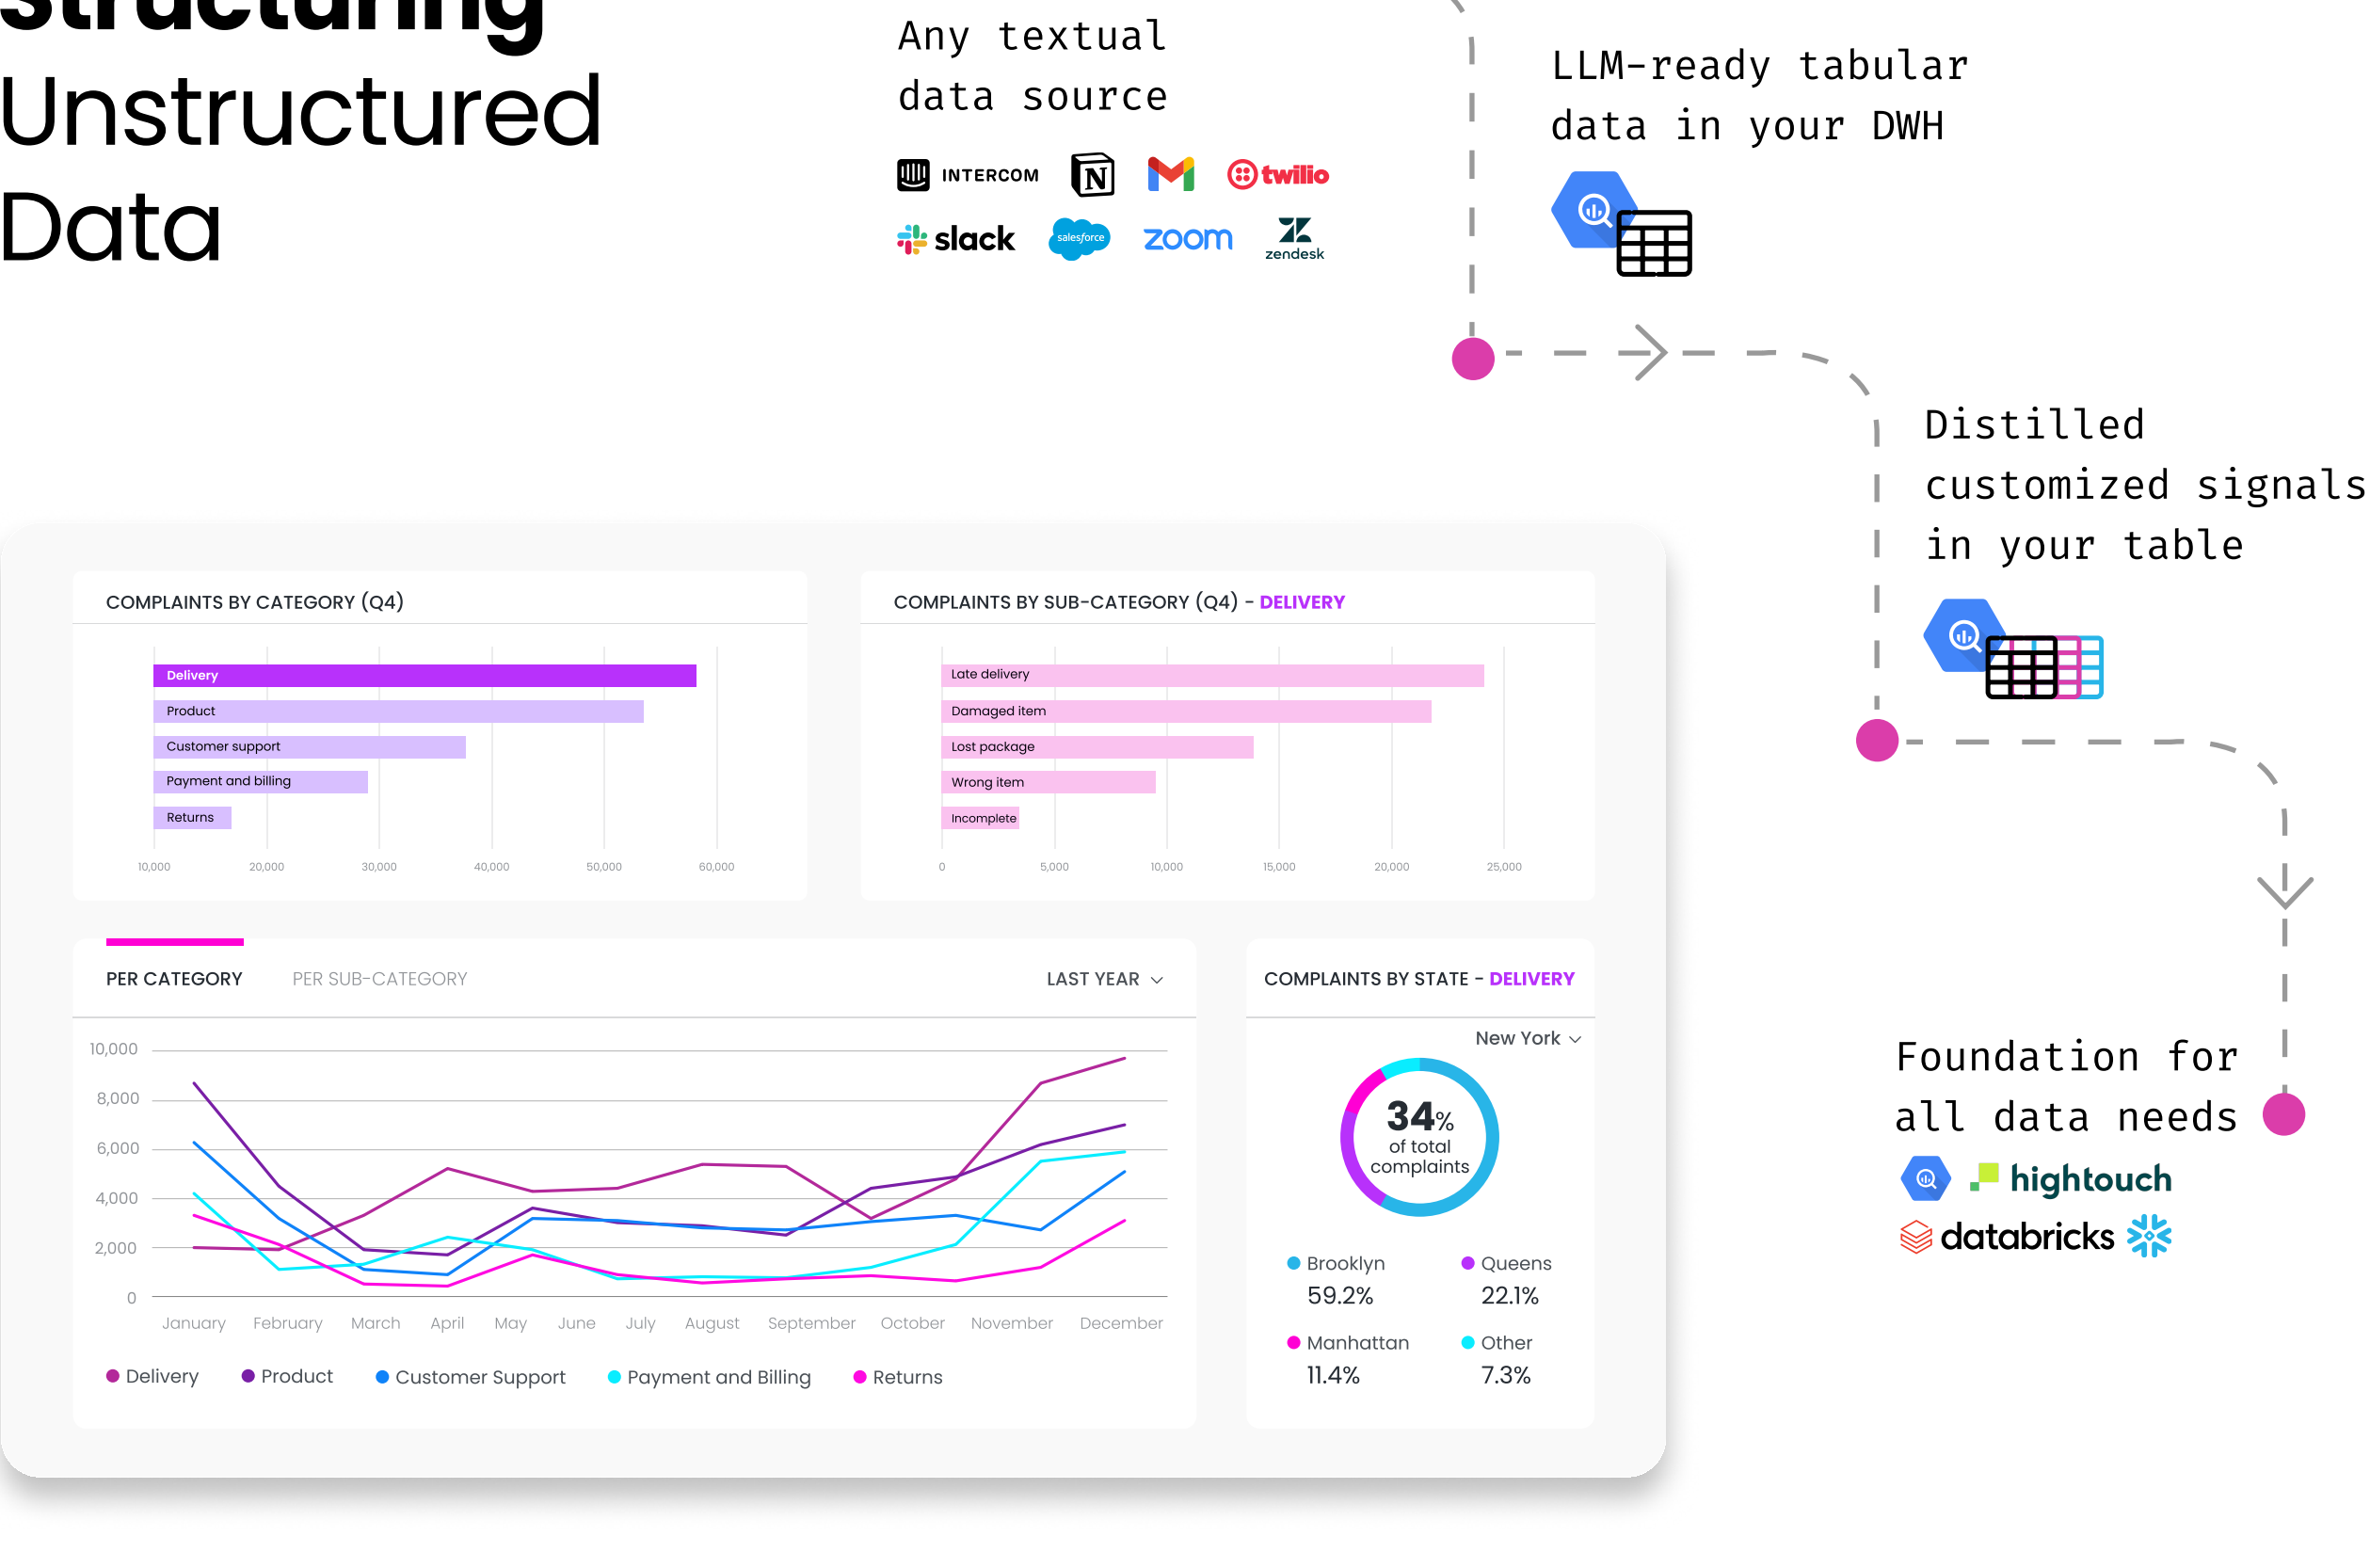 structuring
Unstructured
Data
Any textual
data source
INTERCOM
N
twilio
slack
salesforce
zoom
zendesk
LLM-ready tabular
data in your DWH
Distilled
customized signals
in your table
Foundation for
all data needs
hightouch
databricks
COMPLAINTS BY CATEGORY (Q4)
Delivery
Product
Customer support
Payment and billing
Returns
10,000 20,000 30,000 40,000 50,000 60,000
COMPLAINTS BY SUB-CATEGORY (Q4) - DELIVERY
Late delivery
Damaged item
Lost package
Wrong item
Incomplete
0 5,000 10,000 15,000 20,000 25,000
PER CATEGORY PER SUB-CATEGORY LAST YEAR
10,000
8,000
6,000
4,000
2,000
0
January February March April May June July August September October November December
Delivery Product Customer Support Payment and Billing Returns
COMPLAINTS BY STATE - DELIVERY
New York
34%
of total
complaints
Brooklyn Queens
59.2% 22.1%
Manhattan Other
11.4% 7.3%